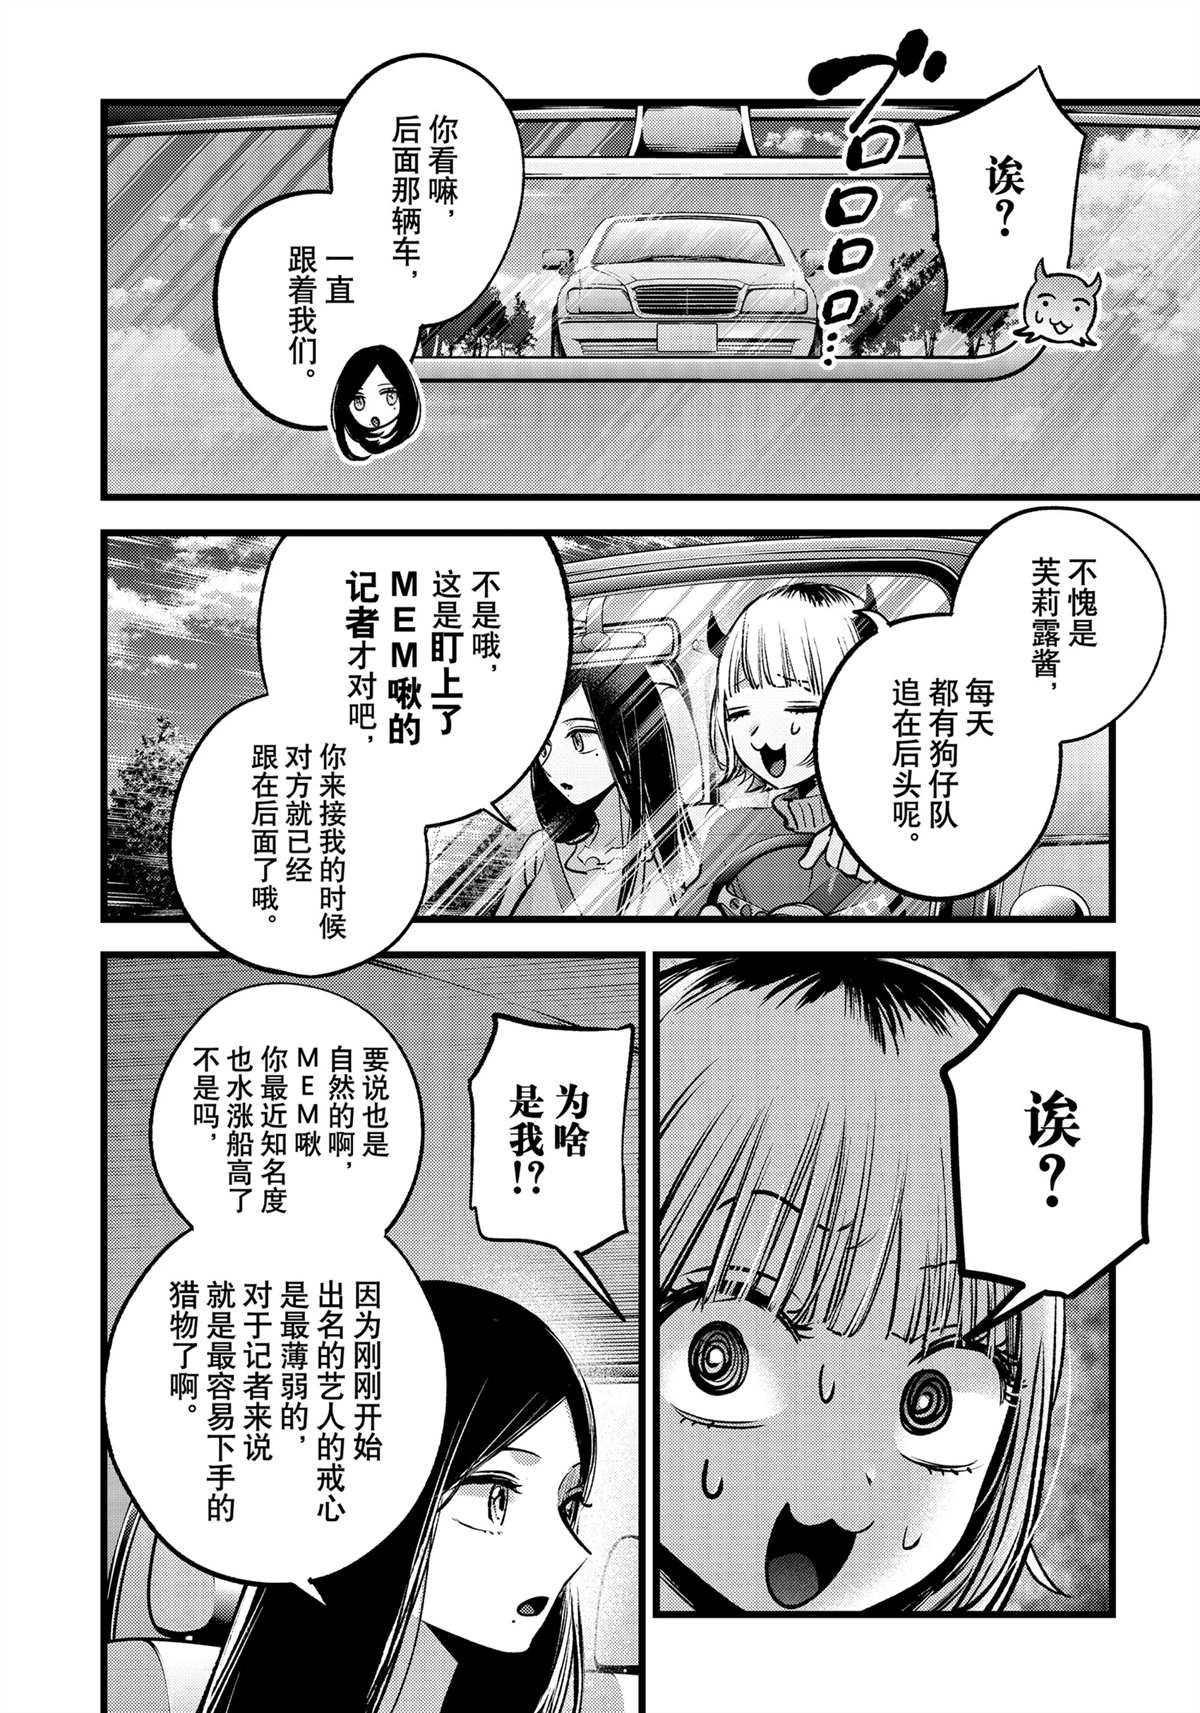 诶？
ブロロロロ…
你看嘛，
后面那辆车，
一直
跟着我们。
不愧是
芙莉露酱，
每天
都有狗仔队
追在后头呢。
不是哦，
这是盯上了
MEM啾的
记者才对吧，
你来接我的时候
对方就已经
跟在后面了哦。
诶？
为啥
是我！？
要说也是
自然的啊，
MEM啾
你最近知名度
也水涨船高了
不是吗，
因为刚刚开始
出名的艺人的戒心
是最薄弱的，
对于记者来说
就是最容易下手的
猎物了啊。